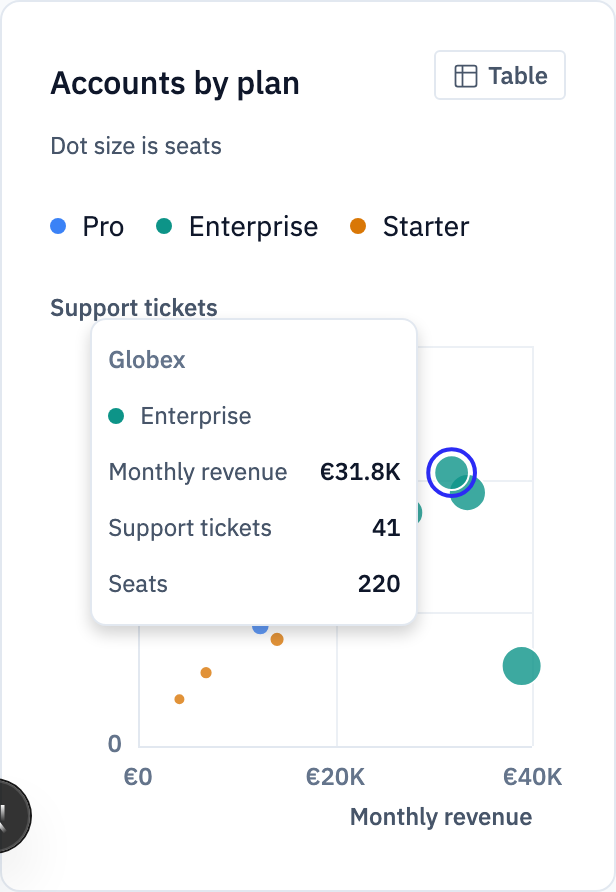 Accounts by plan
Table
Dot size is seats
Pro
Enterprise
Starter
Support tickets
Globex
Enterprise
Monthly revenue €31.8K
Support tickets 41
Seats 220
0
€0 €20K €40K
Monthly revenue